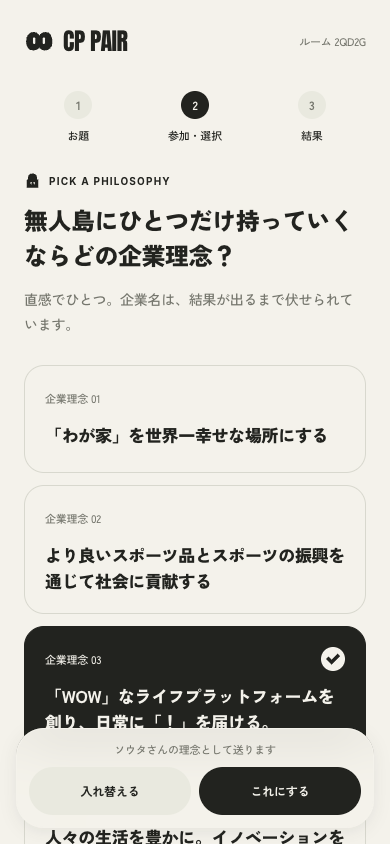 CP PAIR
ルーム 2QD2G
1
2
3
お題
参加・選択
結果
PICK A PHILOSOPHY
無人島にひとつだけ持っていく
ならどの企業理念？
直感でひとつ。企業名は、結果が出るまで伏せられて
います。
企業理念 01
「わが家」を世界一幸せな場所にする
企業理念 02
より良いスポーツ品とスポーツの振興を
通じて社会に貢献する
企業理念 03
「WOW」なライフプラットフォームを
創り、日常に「！」を届ける。
ソウタさんの理念として送ります
入れ替える
これにする
人々の生活を豊かに。イノベーションを